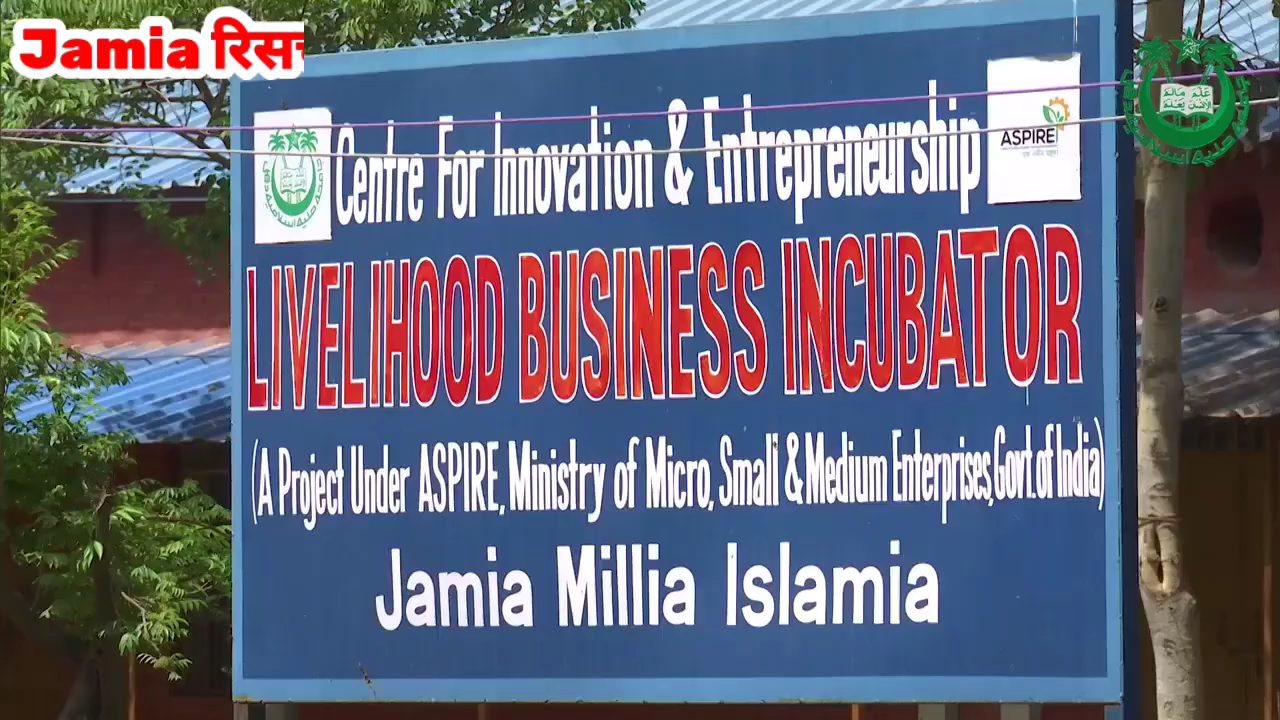 Jamia रिसच
Centre For Innovation & Entrepreneurship
ASPIRE
LIVELIHOOD BUSINESS INCUBATOR
(A Project Under ASPIRE, Ministry of Micro, Small & Medium Enterprises, Govt. of India)
Jamia Millia Islamia